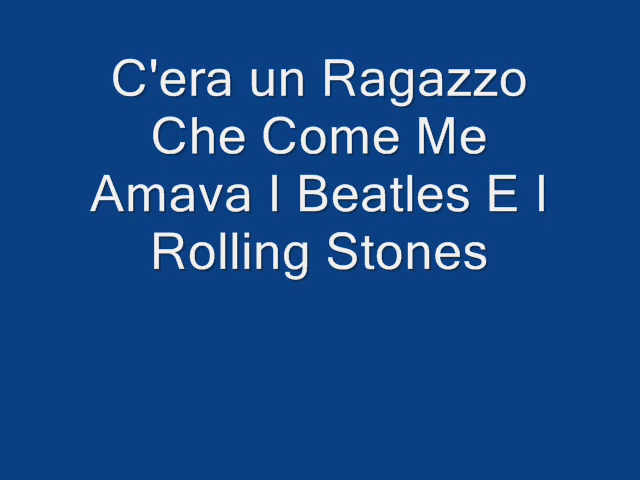 C'era un Ragazzo
Che Come Me
Amava I Beatles E I
Rolling Stones